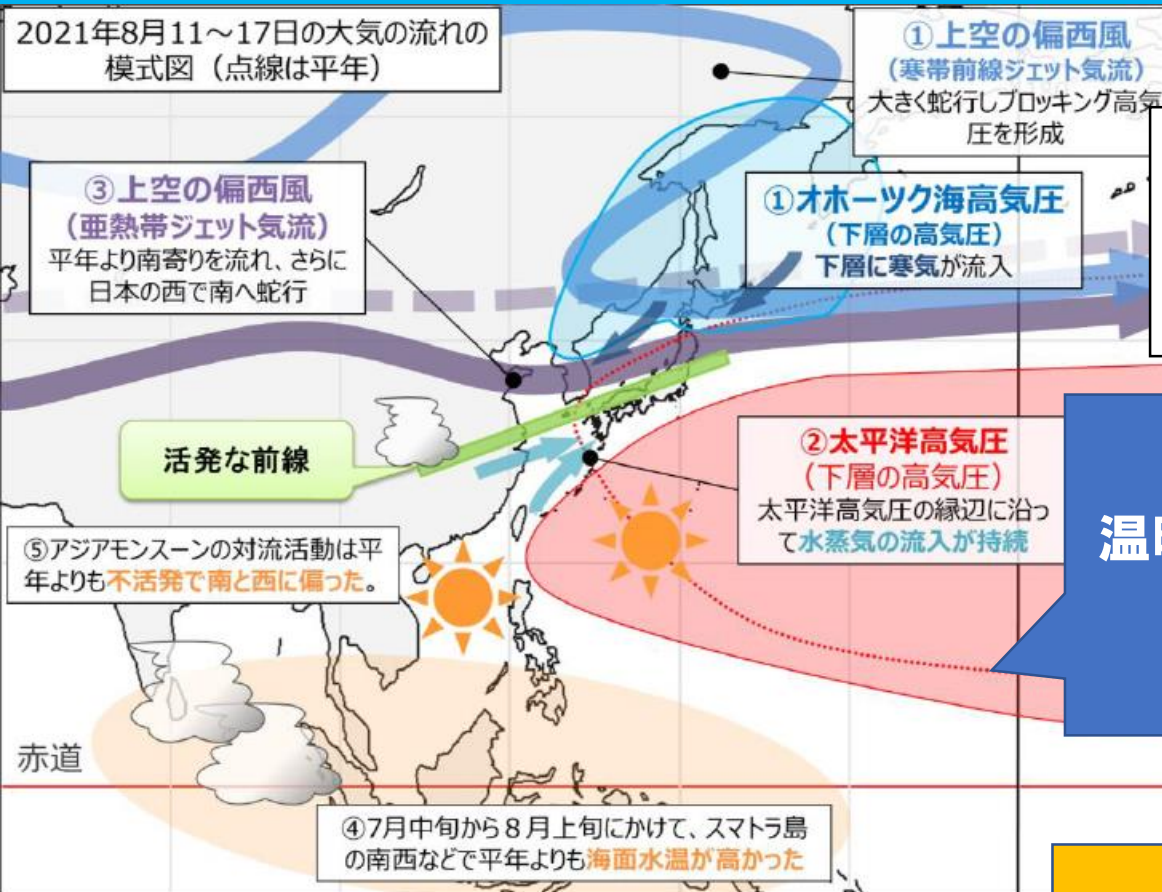 2021年8月11～17日の大気の流れの
模式図（点線は平年）
①上空の偏西風
（寒帯前線ジェット気流）
大きく蛇行しブロッキング高気
圧を形成
③上空の偏西風
（亜熱帯ジェット気流）
平年より南寄りを流れ、さらに
日本の西で南へ蛇行
①オホーツク海高気圧
（下層の高気圧）
下層に寒気が流入
活発な前線
②太平洋高気圧
（下層の高気圧）
太平洋高気圧の縁辺に沿っ
て水蒸気の流入が持続
⑤アジアモンスーンの対流活動は平
年よりも不活発で南と西に偏った。
赤道
④7月中旬から８月上旬にかけて、スマトラ島
の南西などで平年よりも海面水温が高かった
温